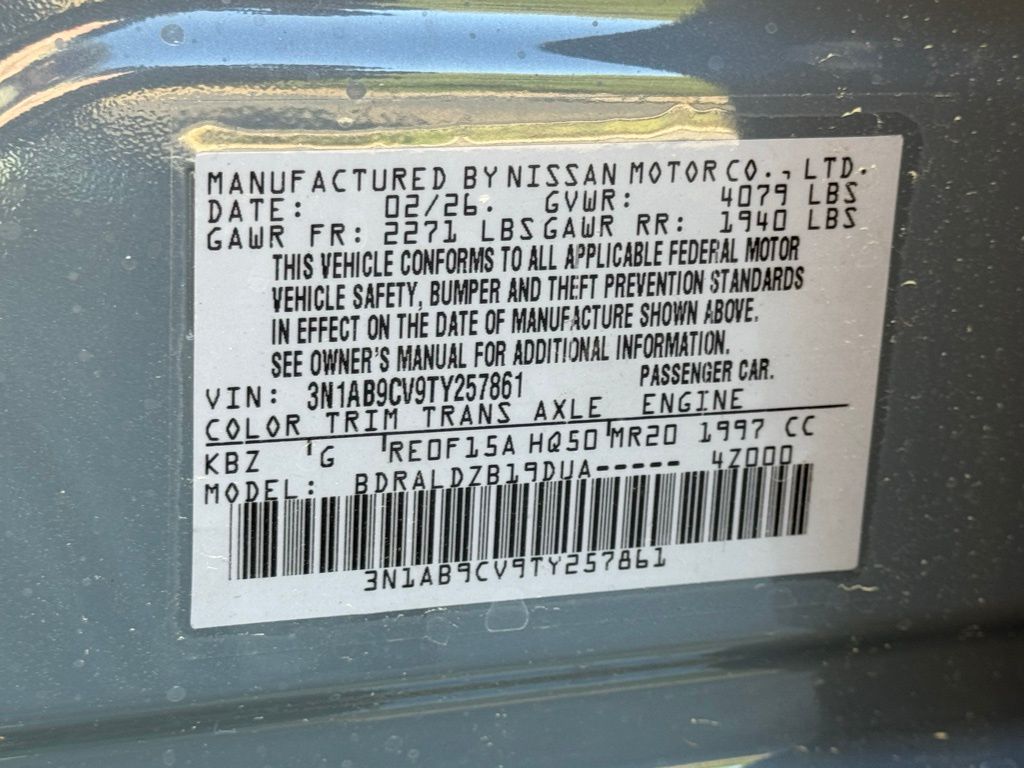 MANUFACTURED BY NISSAN MOTOR CO., LTD.
DATE: 02/26. GVWR: 4079 LBS
GAWR FR: 2271 LBS GAWR RR: 1940 LBS
THIS VEHICLE CONFORMS TO ALL APPLICABLE FEDERAL MOTOR
VEHICLE SAFETY, BUMPER AND THEFT PREVENTION STANDARDS
IN EFFECT ON THE DATE OF MANUFACTURE SHOWN ABOVE.
SEE OWNER'S MANUAL FOR ADDITIONAL INFORMATION.
VIN: 3N1AB9CV9TY257861 PASSENGER CAR.
COLOR TRIM TRANS AXLE ENGINE
KBZ G RE0F15A HQ50 MR20 1997 CC
MODEL: BDRALDZB19DUA----- 4Z000
3N1AB9CV9TY257861